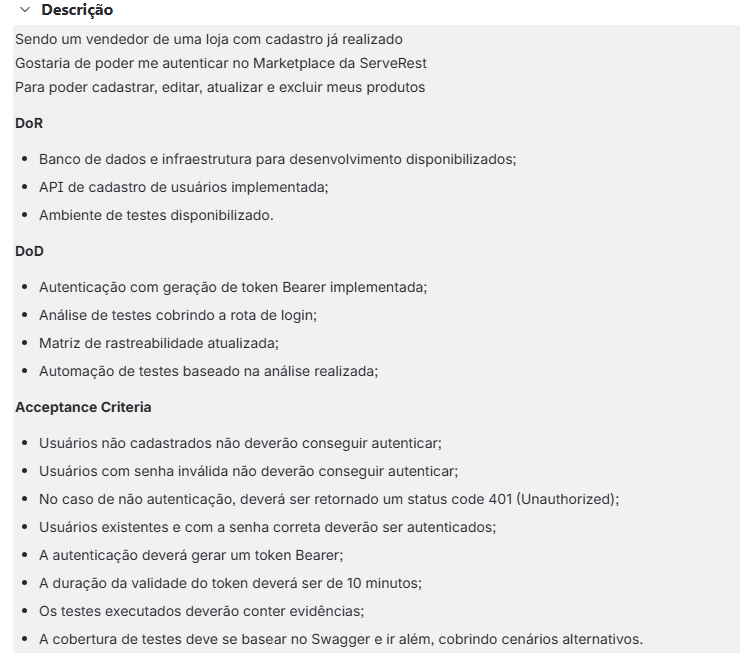 Descrição
Sendo um vendedor de uma loja com cadastro já realizado
Gostaria de poder me autenticar no Marketplace da ServeRest
Para poder cadastrar, editar, atualizar e excluir meus produtos
DoR
• Banco de dados e infraestrutura para desenvolvimento disponibilizados;
• API de cadastro de usuários implementada;
• Ambiente de testes disponibilizado.
DoD
• Autenticação com geração de token Bearer implementada;
• Análise de testes cobrindo a rota de login;
• Matriz de rastreabilidade atualizada;
• Automação de testes baseado na análise realizada;
Acceptance Criteria
• Usuários não cadastrados não deverão conseguir autenticar;
• Usuários com senha inválida não deverão conseguir autenticar;
• No caso de não autenticação, deverá ser retornado um status code 401 (Unauthorized);
• Usuários existentes e com a senha correta deverão ser autenticados;
• A autenticação deverá gerar um token Bearer;
• A duração da validade do token deverá ser de 10 minutos;
• Os testes executados deverão conter evidências;
• A cobertura de testes deve se basear no Swagger e ir além, cobrindo cenários alternativos.